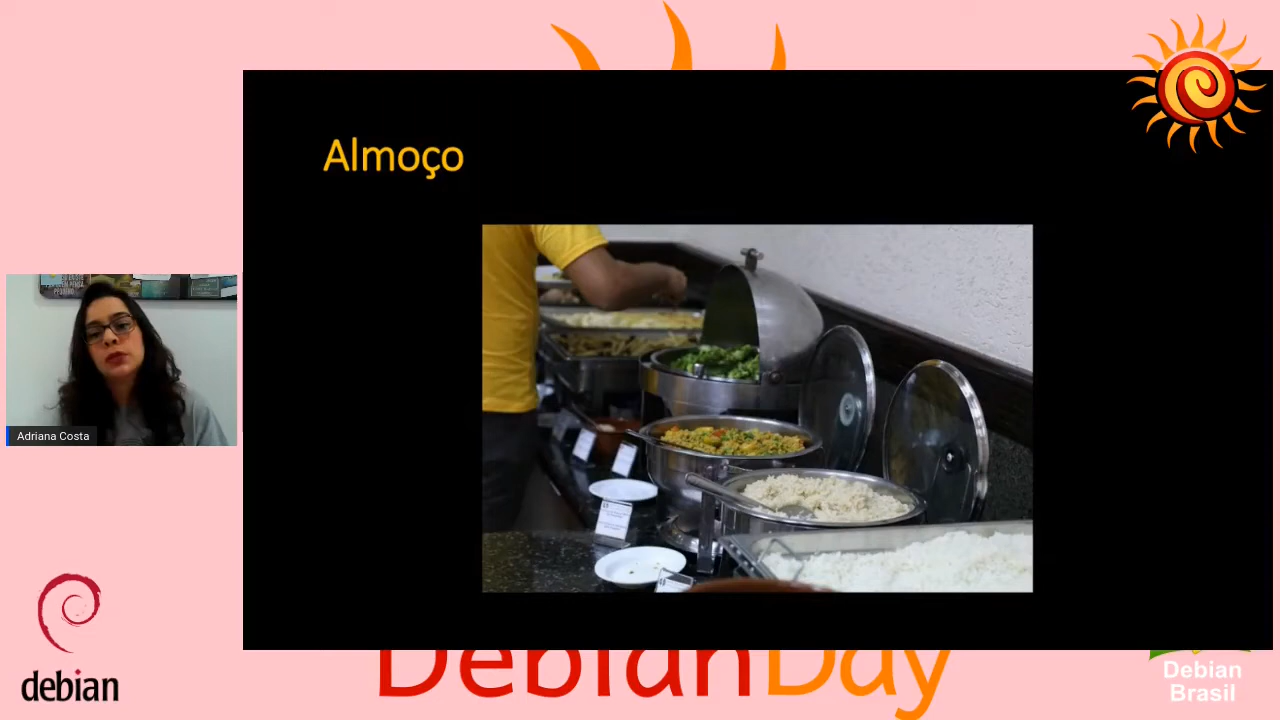 Almoço
Adriana Costa
debian
DebianDay
Debian
Brasil